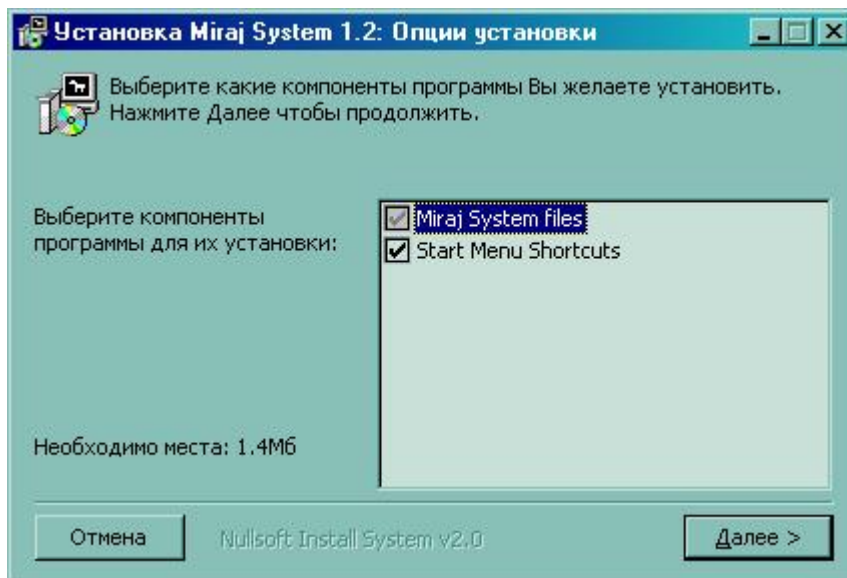 Установка Miraj System 1.2: Опции установки
Выберите какие компоненты программы Вы желаете установить.
Нажмите Далее чтобы продолжить.
Выберите компоненты
программы для их установки:
Miraj System files
Start Menu Shortcuts
Необходимо места: 1.4Мб
Отмена
Nullsoft Install System v2.0
Далее >